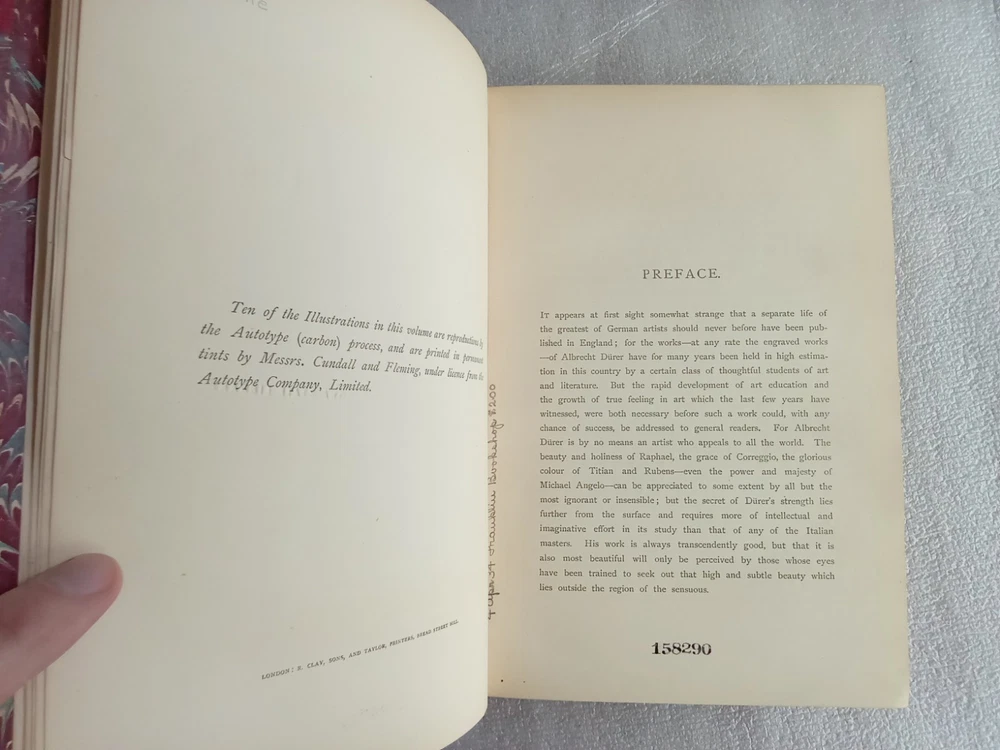 Ten of the Illustrations in this volume are reproductions by
the Autotype (carbon) process, and are printed in permanent
tints by Messrs. Cundall and Fleming, under licence from the
Autotype Company, Limited.
LONDON: R. CLAY, SONS, AND TAYLOR, PRINTERS, BREAD STREET HILL
PREFACE.
IT appears at first sight somewhat strange that a separate life of
the greatest of German artists should never before have been pub-
lished in England; for the works—at any rate the engraved works
—of Albrecht Dürer have for many years been held in high estima-
tion in this country by a certain class of thoughtful students of art
and literature. But the rapid development of art education and
the growth of true feeling in art which the last few years have
witnessed, were both necessary before such a work could, with any
chance of success, be addressed to general readers. For Albrecht
Dürer is by no means an artist who appeals to all the world. The
beauty and holiness of Raphael, the grace of Correggio, the glorious
colour of Titian and Rubens—even the power and majesty of
Michael Angelo—can be appreciated to some extent by all but the
most ignorant or insensible; but the secret of Dürer's strength lies
further from the surface and requires more of intellectual and
imaginative effort in its study than that of any of the Italian
masters. His work is always transcendently good, but that it is
also most beautiful will only be perceived by those whose eyes
have been trained to seek out that high and subtle beauty which
lies outside the region of the sensuous.
158290